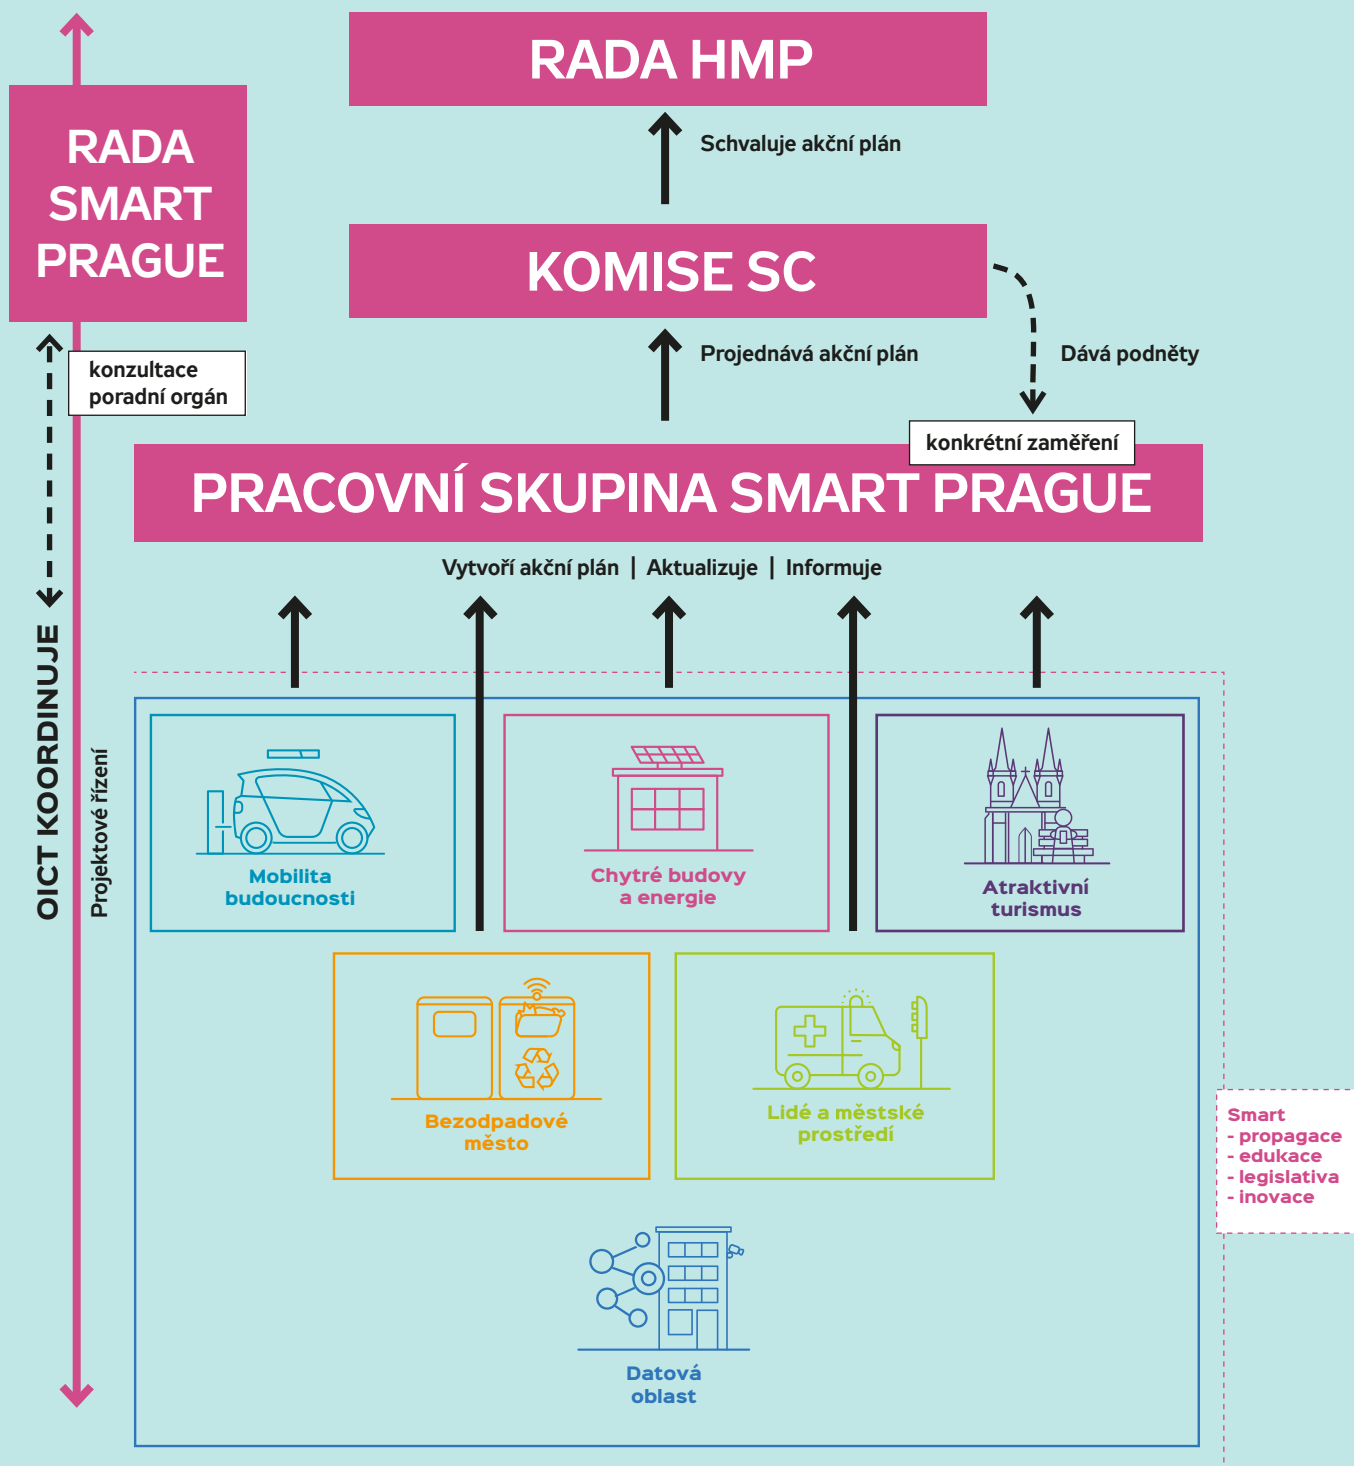 RADA HMP
RADA
SMART
PRAGUE
Schvaluje akční plán
KOMISE SC
konzultace
poradní orgán
Projednává akční plán
Dává podněty
konkrétní zaměření
PRACOVNÍ SKUPINA SMART PRAGUE
Vytvoří akční plán | Aktualizuje | Informuje
OICT KOORDINUJE
Projektové řízení
Mobilita
budoucnosti
Chytré budovy
a energie
Atraktivní
turismus
Bezodpadové
město
Lidé a městské
prostředí
Smart
- propagace
- edukace
- legislativa
- inovace
Datová
oblast